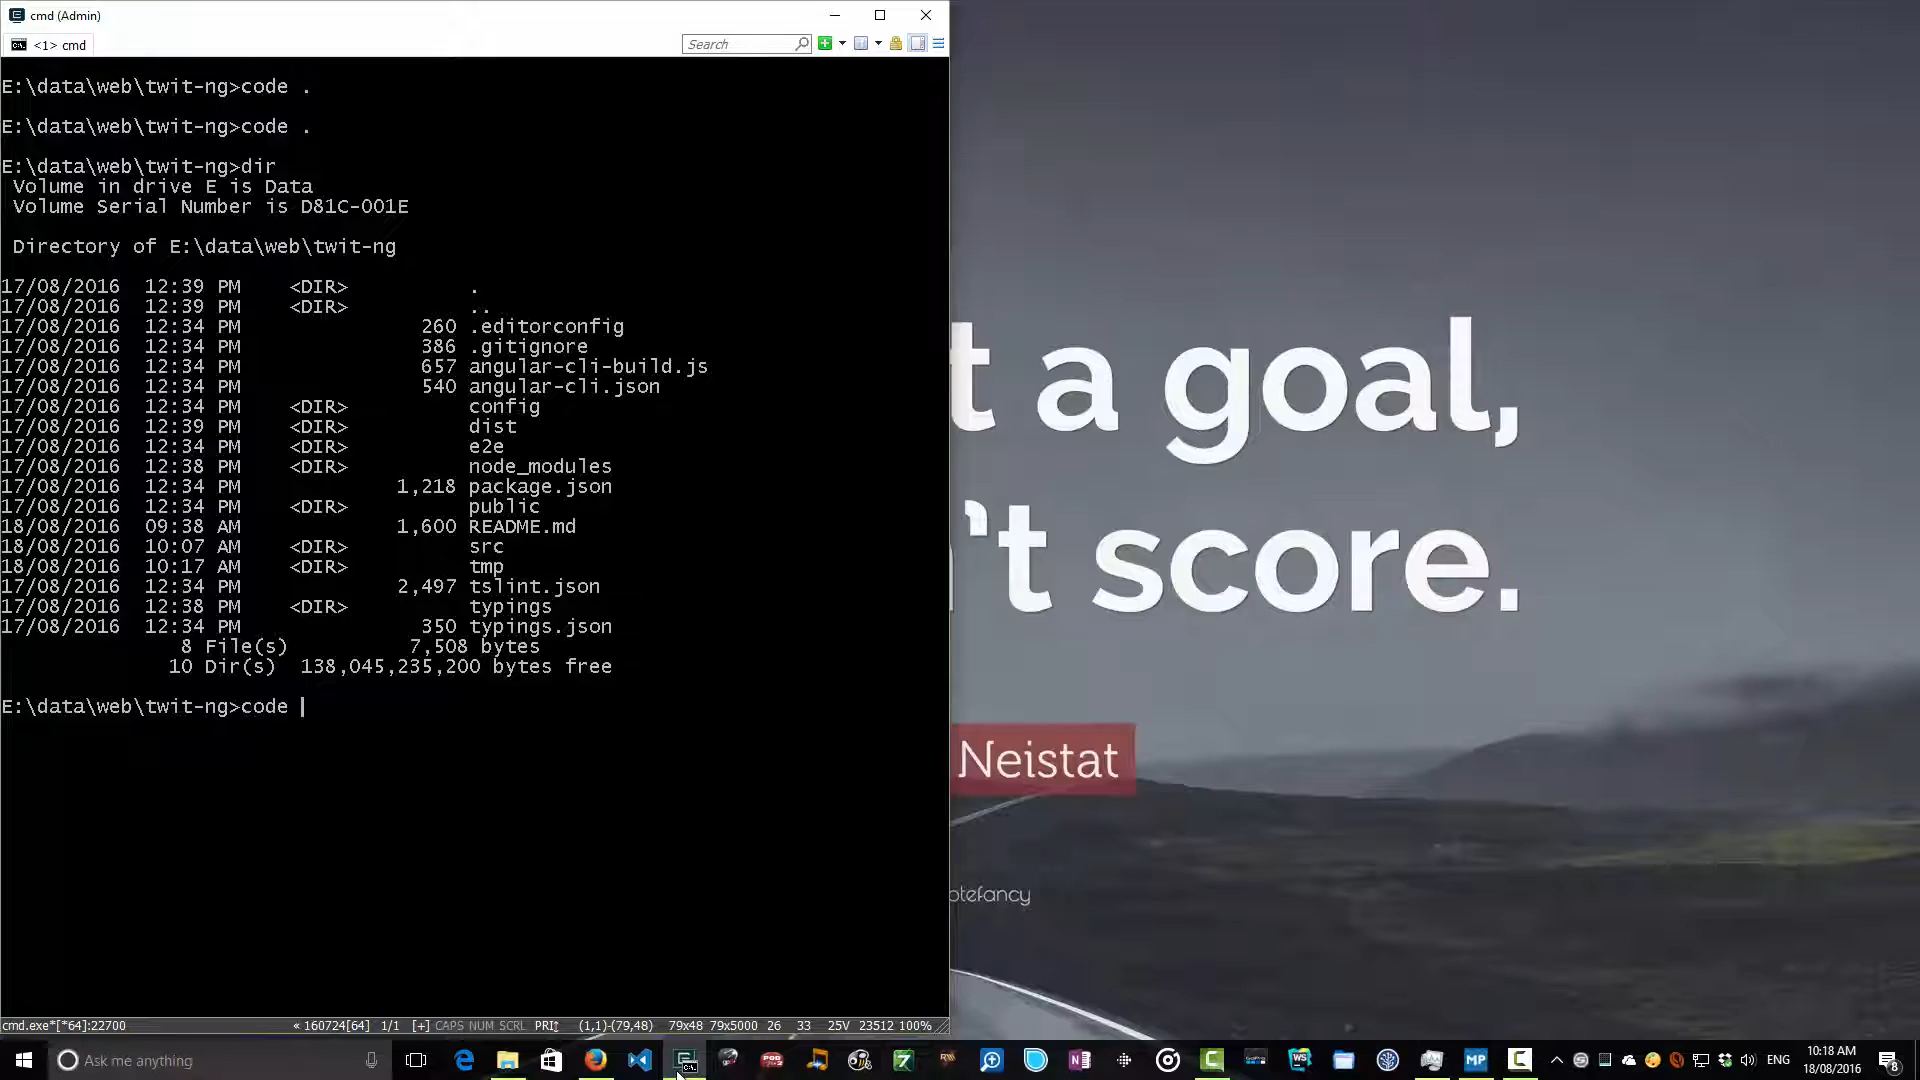 cmd (Admin)
<1> cmd
Search
E:\data\web\twit-ng>code .
E:\data\web\twit-ng>code .
E:\data\web\twit-ng>dir
Volume in drive E is Data
Volume Serial Number is D81C-001E
Directory of E:\data\web\twit-ng
17/08/2016  12:39 PM    <DIR>          .
17/08/2016  12:39 PM    <DIR>          ..
17/08/2016  12:34 PM               260 .editorconfig
17/08/2016  12:34 PM               386 .gitignore
17/08/2016  12:34 PM               657 angular-cli-build.js
17/08/2016  12:34 PM               540 angular-cli.json
17/08/2016  12:34 PM    <DIR>          config
17/08/2016  12:39 PM    <DIR>          dist
17/08/2016  12:34 PM    <DIR>          e2e
17/08/2016  12:38 PM    <DIR>          node_modules
17/08/2016  12:34 PM             1,218 package.json
17/08/2016  12:34 PM    <DIR>          public
18/08/2016  09:38 AM             1,600 README.md
18/08/2016  10:07 AM    <DIR>          src
18/08/2016  10:17 AM    <DIR>          tmp
17/08/2016  12:34 PM             2,497 tslint.json
17/08/2016  12:38 PM    <DIR>          typings
17/08/2016  12:34 PM               350 typings.json
8 File(s)          7,508 bytes
10 Dir(s)  138,045,235,200 bytes free
E:\data\web\twit-ng>code
cmd.exe*[*64]:22700 « 160724[64] 1/1 [+] CAPS NUM SCRL PRI↕ (1,1)-(79,48) 79x48 79x5000 26 33 25V 23512 100%
t a goal,
't score.
Neistat
otefancy
Ask me anything
ENG
10:18 AM
18/08/2016
8